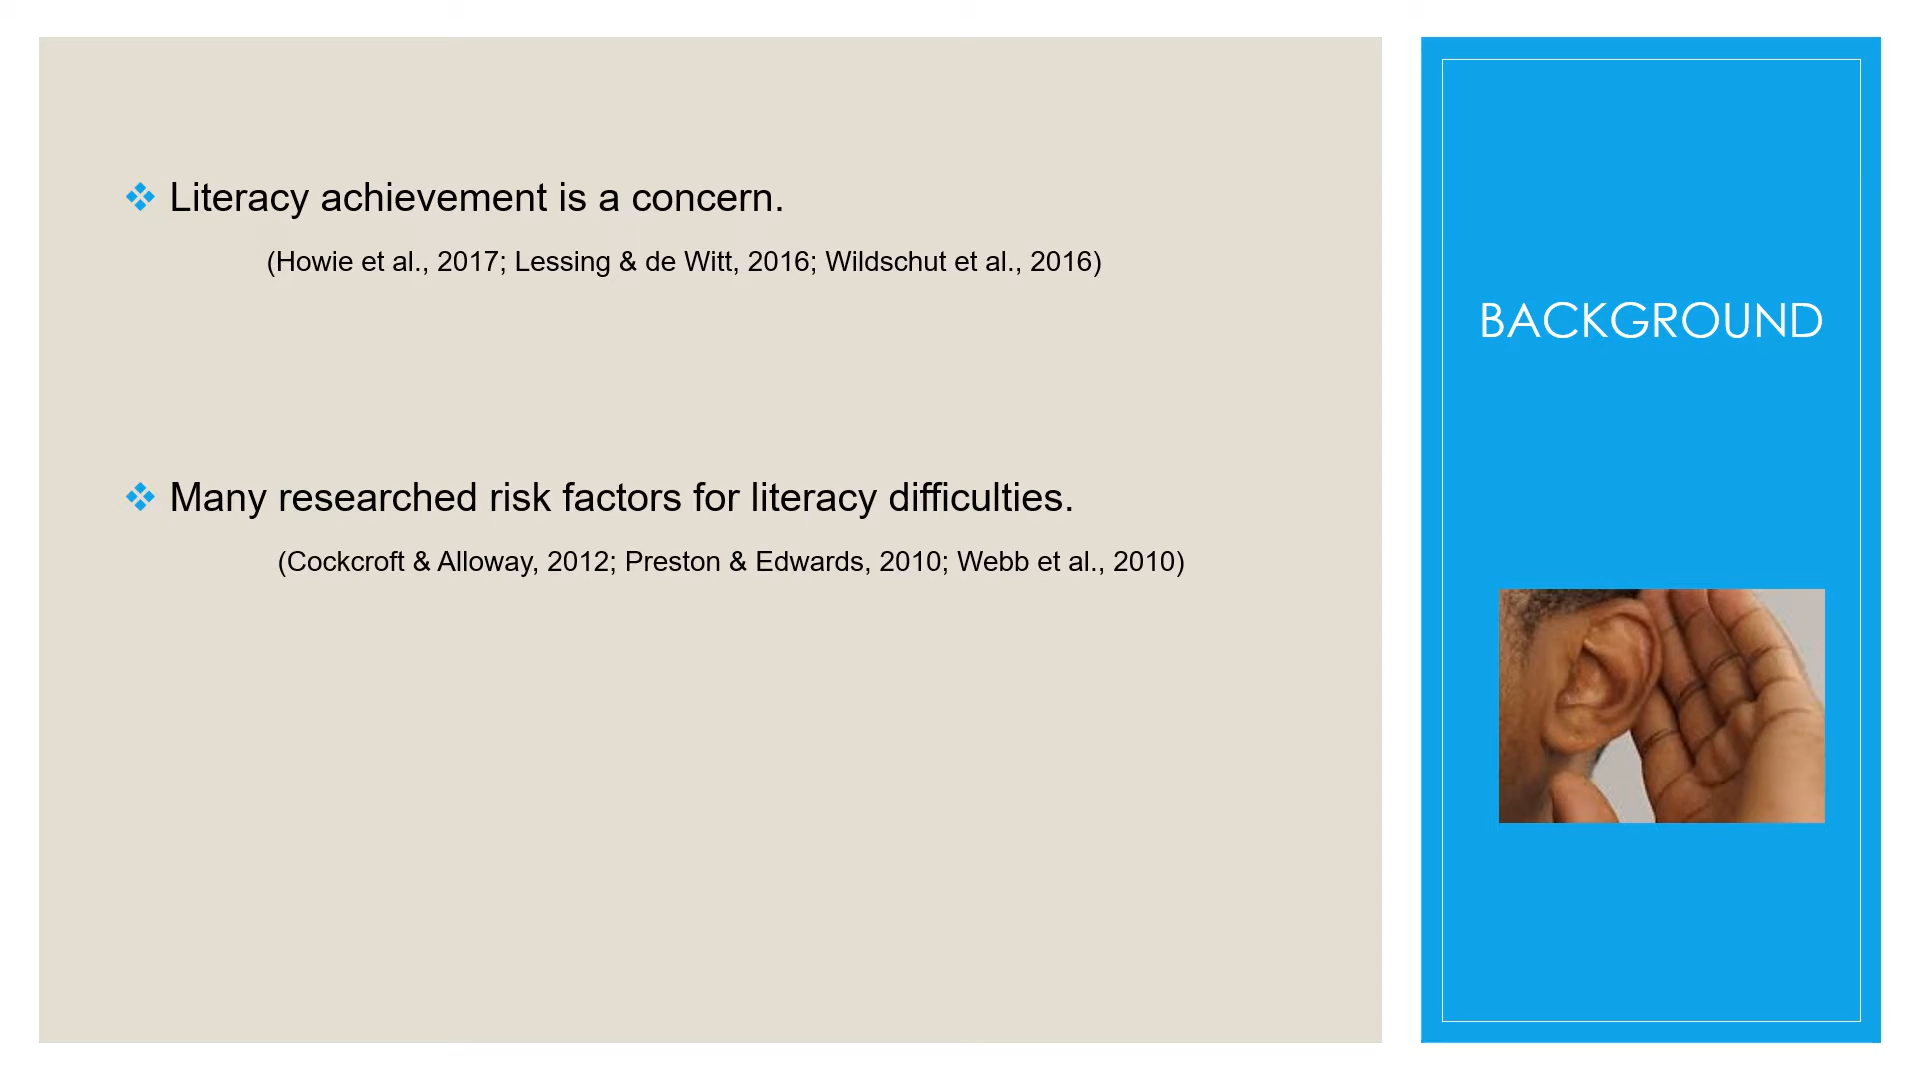 Literacy achievement is a concern.
(Howie et al., 2017; Lessing & de Witt, 2016; Wildschut et al., 2016)
Many researched risk factors for literacy difficulties.
(Cockcroft & Alloway, 2012; Preston & Edwards, 2010; Webb et al., 2010)
BACKGROUND